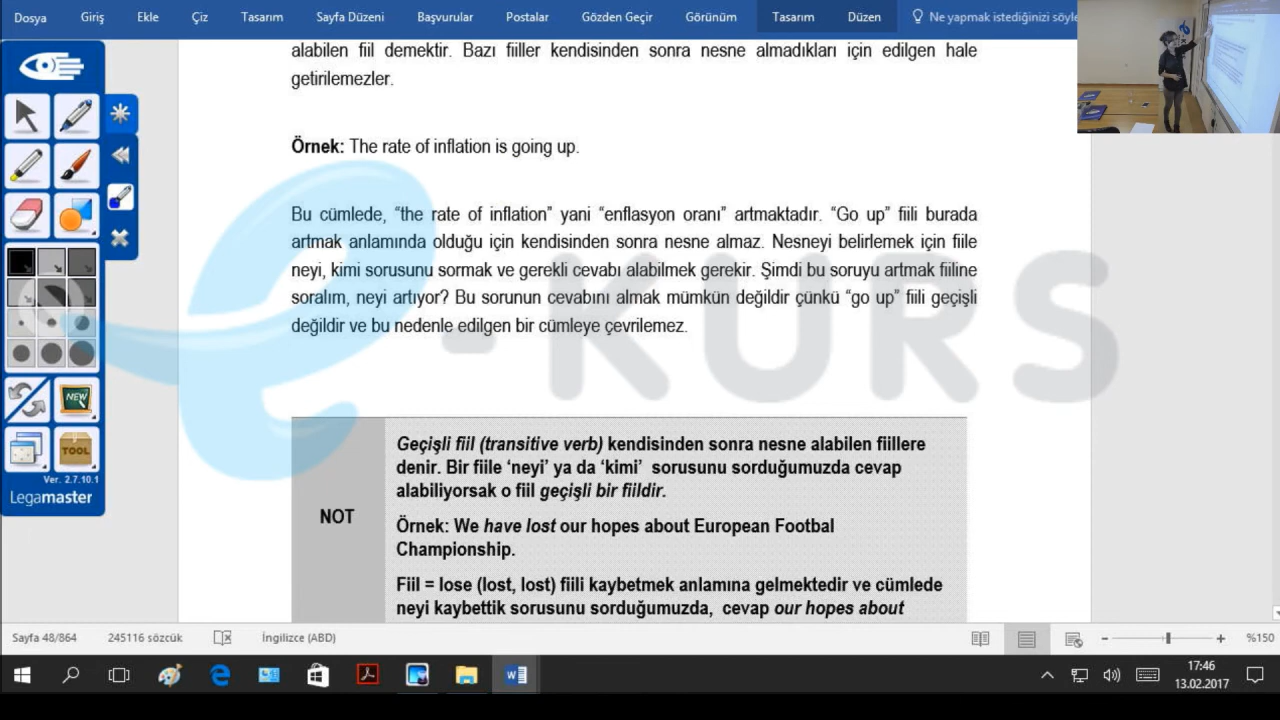 Dosya Giriş Ekle Çiz Tasarım Sayfa Düzeni Başvurular Postalar Gözden Geçir Görünüm Tasarım Düzen Ne yapmak istediğinizi söyle
alabilen fiil demektir. Bazı fiiller kendisinden sonra nesne almadıkları için edilgen hale
getirilemezler.
Örnek: The rate of inflation is going up.
Bu cümlede, “the rate of inflation” yani “enflasyon oranı” artmaktadır. “Go up” fiili burada
artmak anlamında olduğu için kendisinden sonra nesne almaz. Nesneyi belirlemek için fiile
neyi, kimi sorusunu sormak ve gerekli cevabı alabilmek gerekir. Şimdi bu soruyu artmak fiiline
soralım, neyi artıyor? Bu sorunun cevabını almak mümkün değildir çünkü “go up” fiili geçişli
değildir ve bu nedenle edilgen bir cümleye çevrilemez.
e-KURS
NOT
Geçişli fiil (transitive verb) kendisinden sonra nesne alabilen fiillere
denir. Bir fiile ‘neyi’ ya da ‘kimi’ sorusunu sorduğumuzda cevap
alabiliyorsak o fiil geçişli bir fiildir.
Örnek: We have lost our hopes about European Footbal
Championship.
Fiil = lose (lost, lost) fiili kaybetmek anlamına gelmektedir ve cümlede
neyi kaybettik sorusunu sorduğumuzda, cevap our hopes about
NEW
TOOL
Ver. 2.7.10.1
Legamaster
Sayfa 48/864 245116 sözcük İngilizce (ABD) %150
17:46
13.02.2017